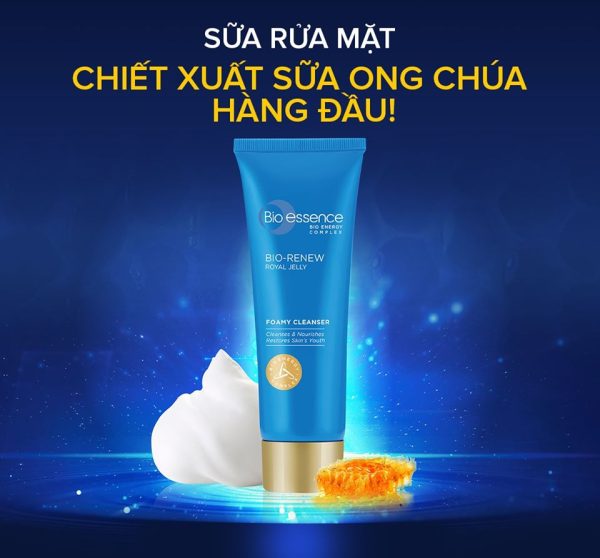 SỮA RỬA MẶT
CHIẾT XUẤT SỮA ONG CHÚA
HÀNG ĐẦU!
Bio essence
BIO ENERGY
COMPLEX
BIO-RENEW
ROYAL JELLY
FOAMY CLEANSER
Cleanses & Nourishes
Restores Skin's Youth